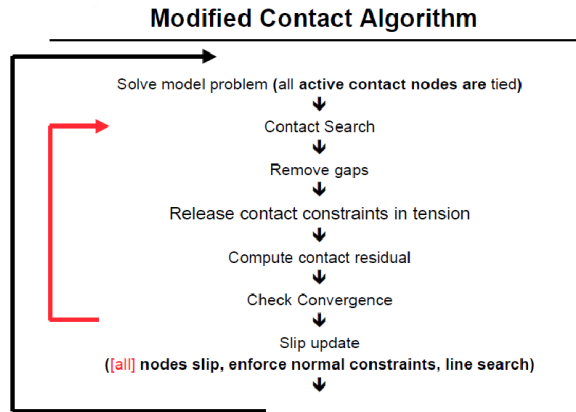 Modified Contact Algorithm
Solve model problem (all active contact nodes are tied)
Contact Search
Remove gaps
Release contact constraints in tension
Compute contact residual
Check Convergence
Slip update
([all] nodes slip, enforce normal constraints, line search)